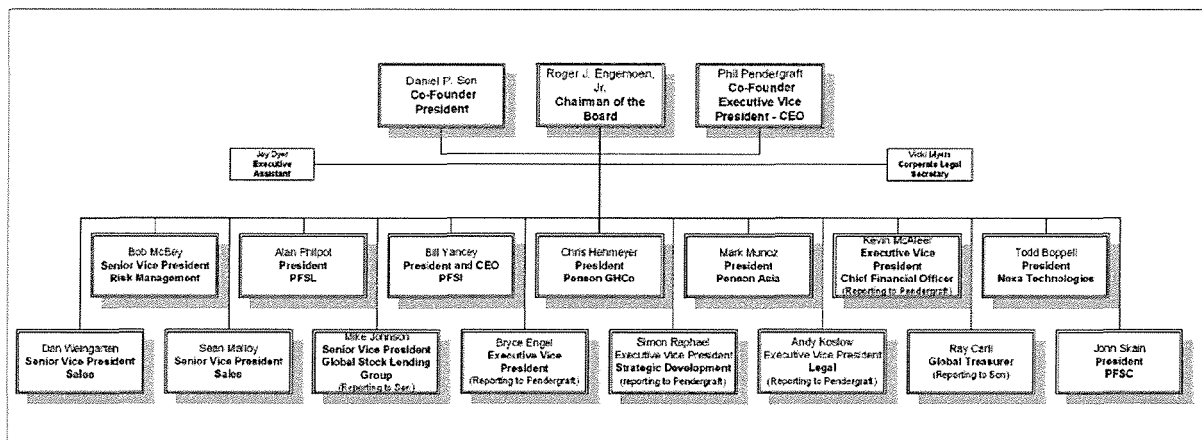 Daniel P. Son
Co-Founder
President
Roger J. Engemoen,
Jr.
Chairman of the
Board
Phil Pendergraft
Co-Founder
Executive Vice
President - CEO
Joy Dyer
Executive
Assistant
Vicki Myers
Corporate Legal
Secretary
Bob McBey
Senior Vice President
Risk Management
Alan Philpot
President
PFSL
Bill Yancey
President and CEO
PFSI
Chris Hehmeyer
President
Penson GHCo
Mark Munoz
President
Penson Asia
Kevin McAleer
Executive Vice
President
Chief Financial Officer
(Reporting to Pendergraft)
Todd Boppell
President
Nexa Technologies
Dan Weingarten
Senior Vice President
Sales
Sean Malloy
Senior Vice President
Sales
Mike Johnson
Senior Vice President
Global Stock Lending
Group
(Reporting to Son)
Bryce Engel
Executive Vice
President
(Reporting to Pendergraft)
Simon Raphael
Executive Vice President
Strategic Development
(reporting to Pendergraft)
Andy Koslow
Executive Vice President
Legal
(Reporting to Pendergraft)
Ray Carli
Global Treasurer
(Reporting to Son)
John Skain
President
PFSC